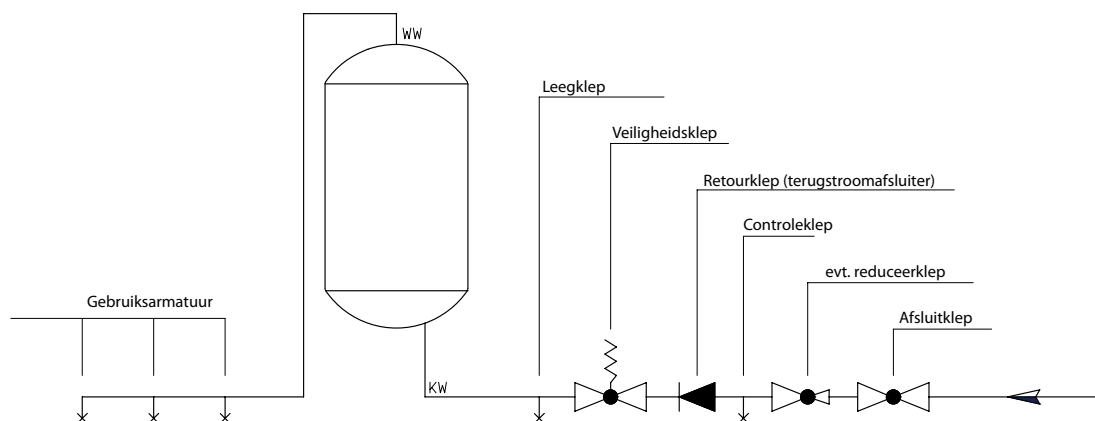 WW
Leegklep
Veiligheidsklep
Retourklep (terugstroomafsluiter)
Controleklep
evt. reduceerklep
Gebruiksarmatuur
Afsluitklep
KW